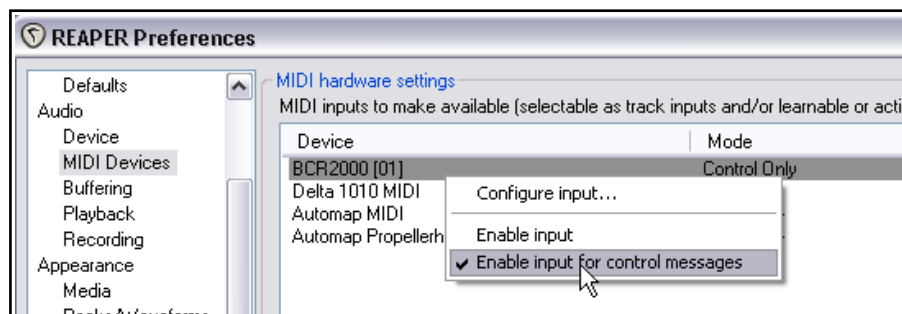 REAPER Preferences
Defaults
Audio
Device
MIDI Devices
Buffering
Playback
Recording
Appearance
Media
MIDI hardware settings
MIDI inputs to make available (selectable as track inputs and/or learnable or acti
Device Mode
BCR2000 [01] Control Only
Delta 1010 MIDI
Automap MIDI
Automap Propellerh
Configure input...
Enable input
Enable input for control messages